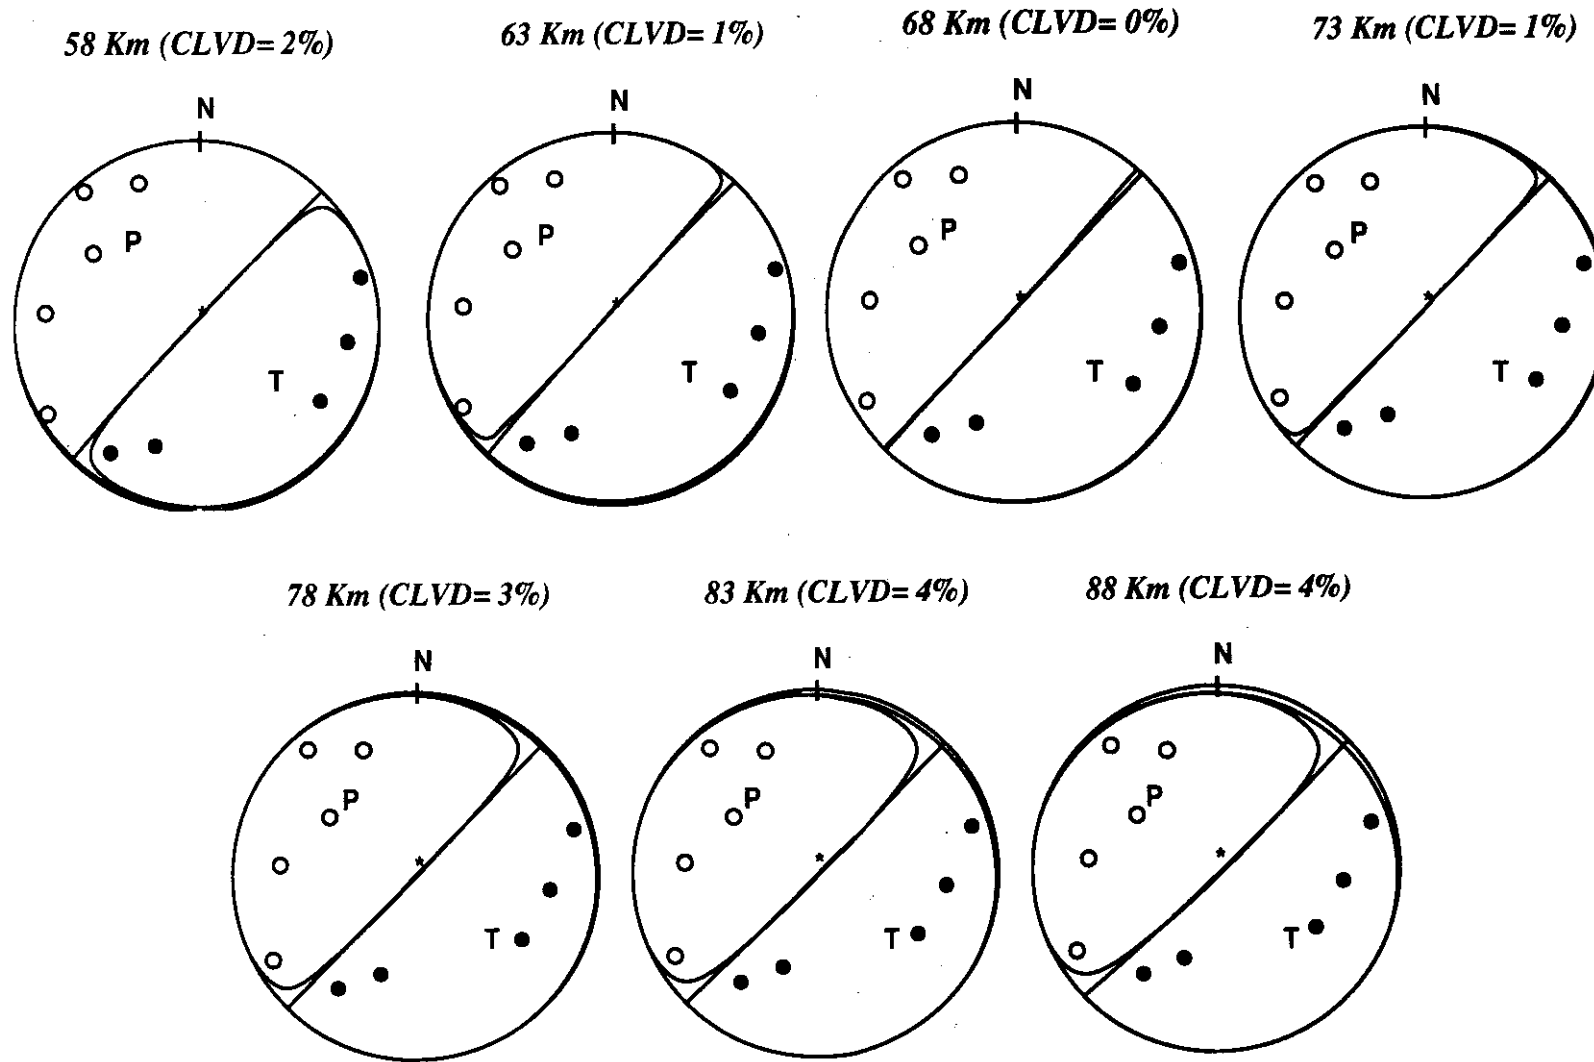 58 Km (CLVD= 2%)
63 Km (CLVD= 1%)
68 Km (CLVD= 0%)
73 Km (CLVD= 1%)
N
N
N
N
P
P
P
P
*
*
*
*
T
T
T
T
78 Km (CLVD= 3%)
83 Km (CLVD= 4%)
88 Km (CLVD= 4%)
N
N
N
P
P
P
*
*
*
T
T
T